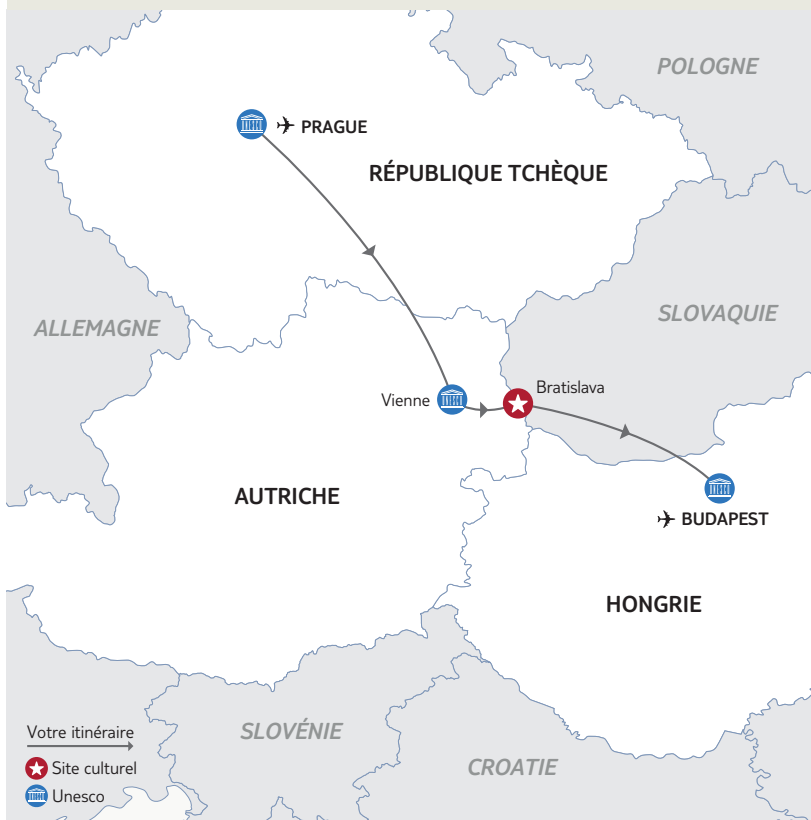 POLOGNE
PRAGUE
RÉPUBLIQUE TCHÈQUE
ALLEMAGNE
SLOVAQUIE
Vienne
Bratislava
AUTRICHE
BUDAPEST
HONGRIE
SLOVÉNIE
CROATIE
Votre itinéraire
Site culturel
Unesco